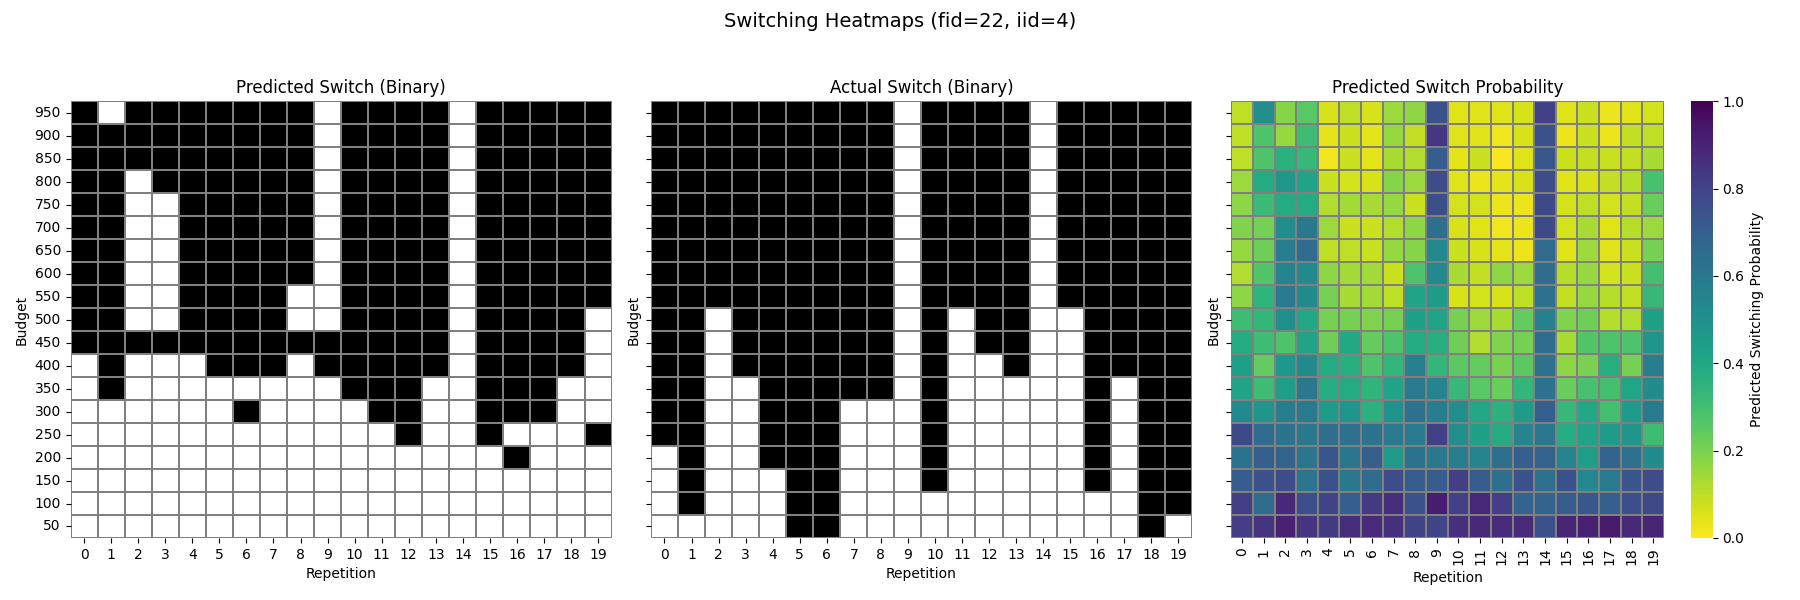 Switching Heatmaps (fid=22, iid=4)
Predicted Switch (Binary)
Actual Switch (Binary)
Predicted Switch Probability
950
900
850
800
750
700
650
600
550
500
450
400
350
300
250
200
150
100
50
Budget
0 1 2 3 4 5 6 7 8 9 10 11 12 13 14 15 16 17 18 19
Repetition
Budget
0 1 2 3 4 5 6 7 8 9 10 11 12 13 14 15 16 17 18 19
Repetition
Budget
0 1 2 3 4 5 6 7 8 9 10 11 12 13 14 15 16 17 18 19
Repetition
1.0
0.8
0.6
0.4
0.2
0.0
Predicted Switching Probability